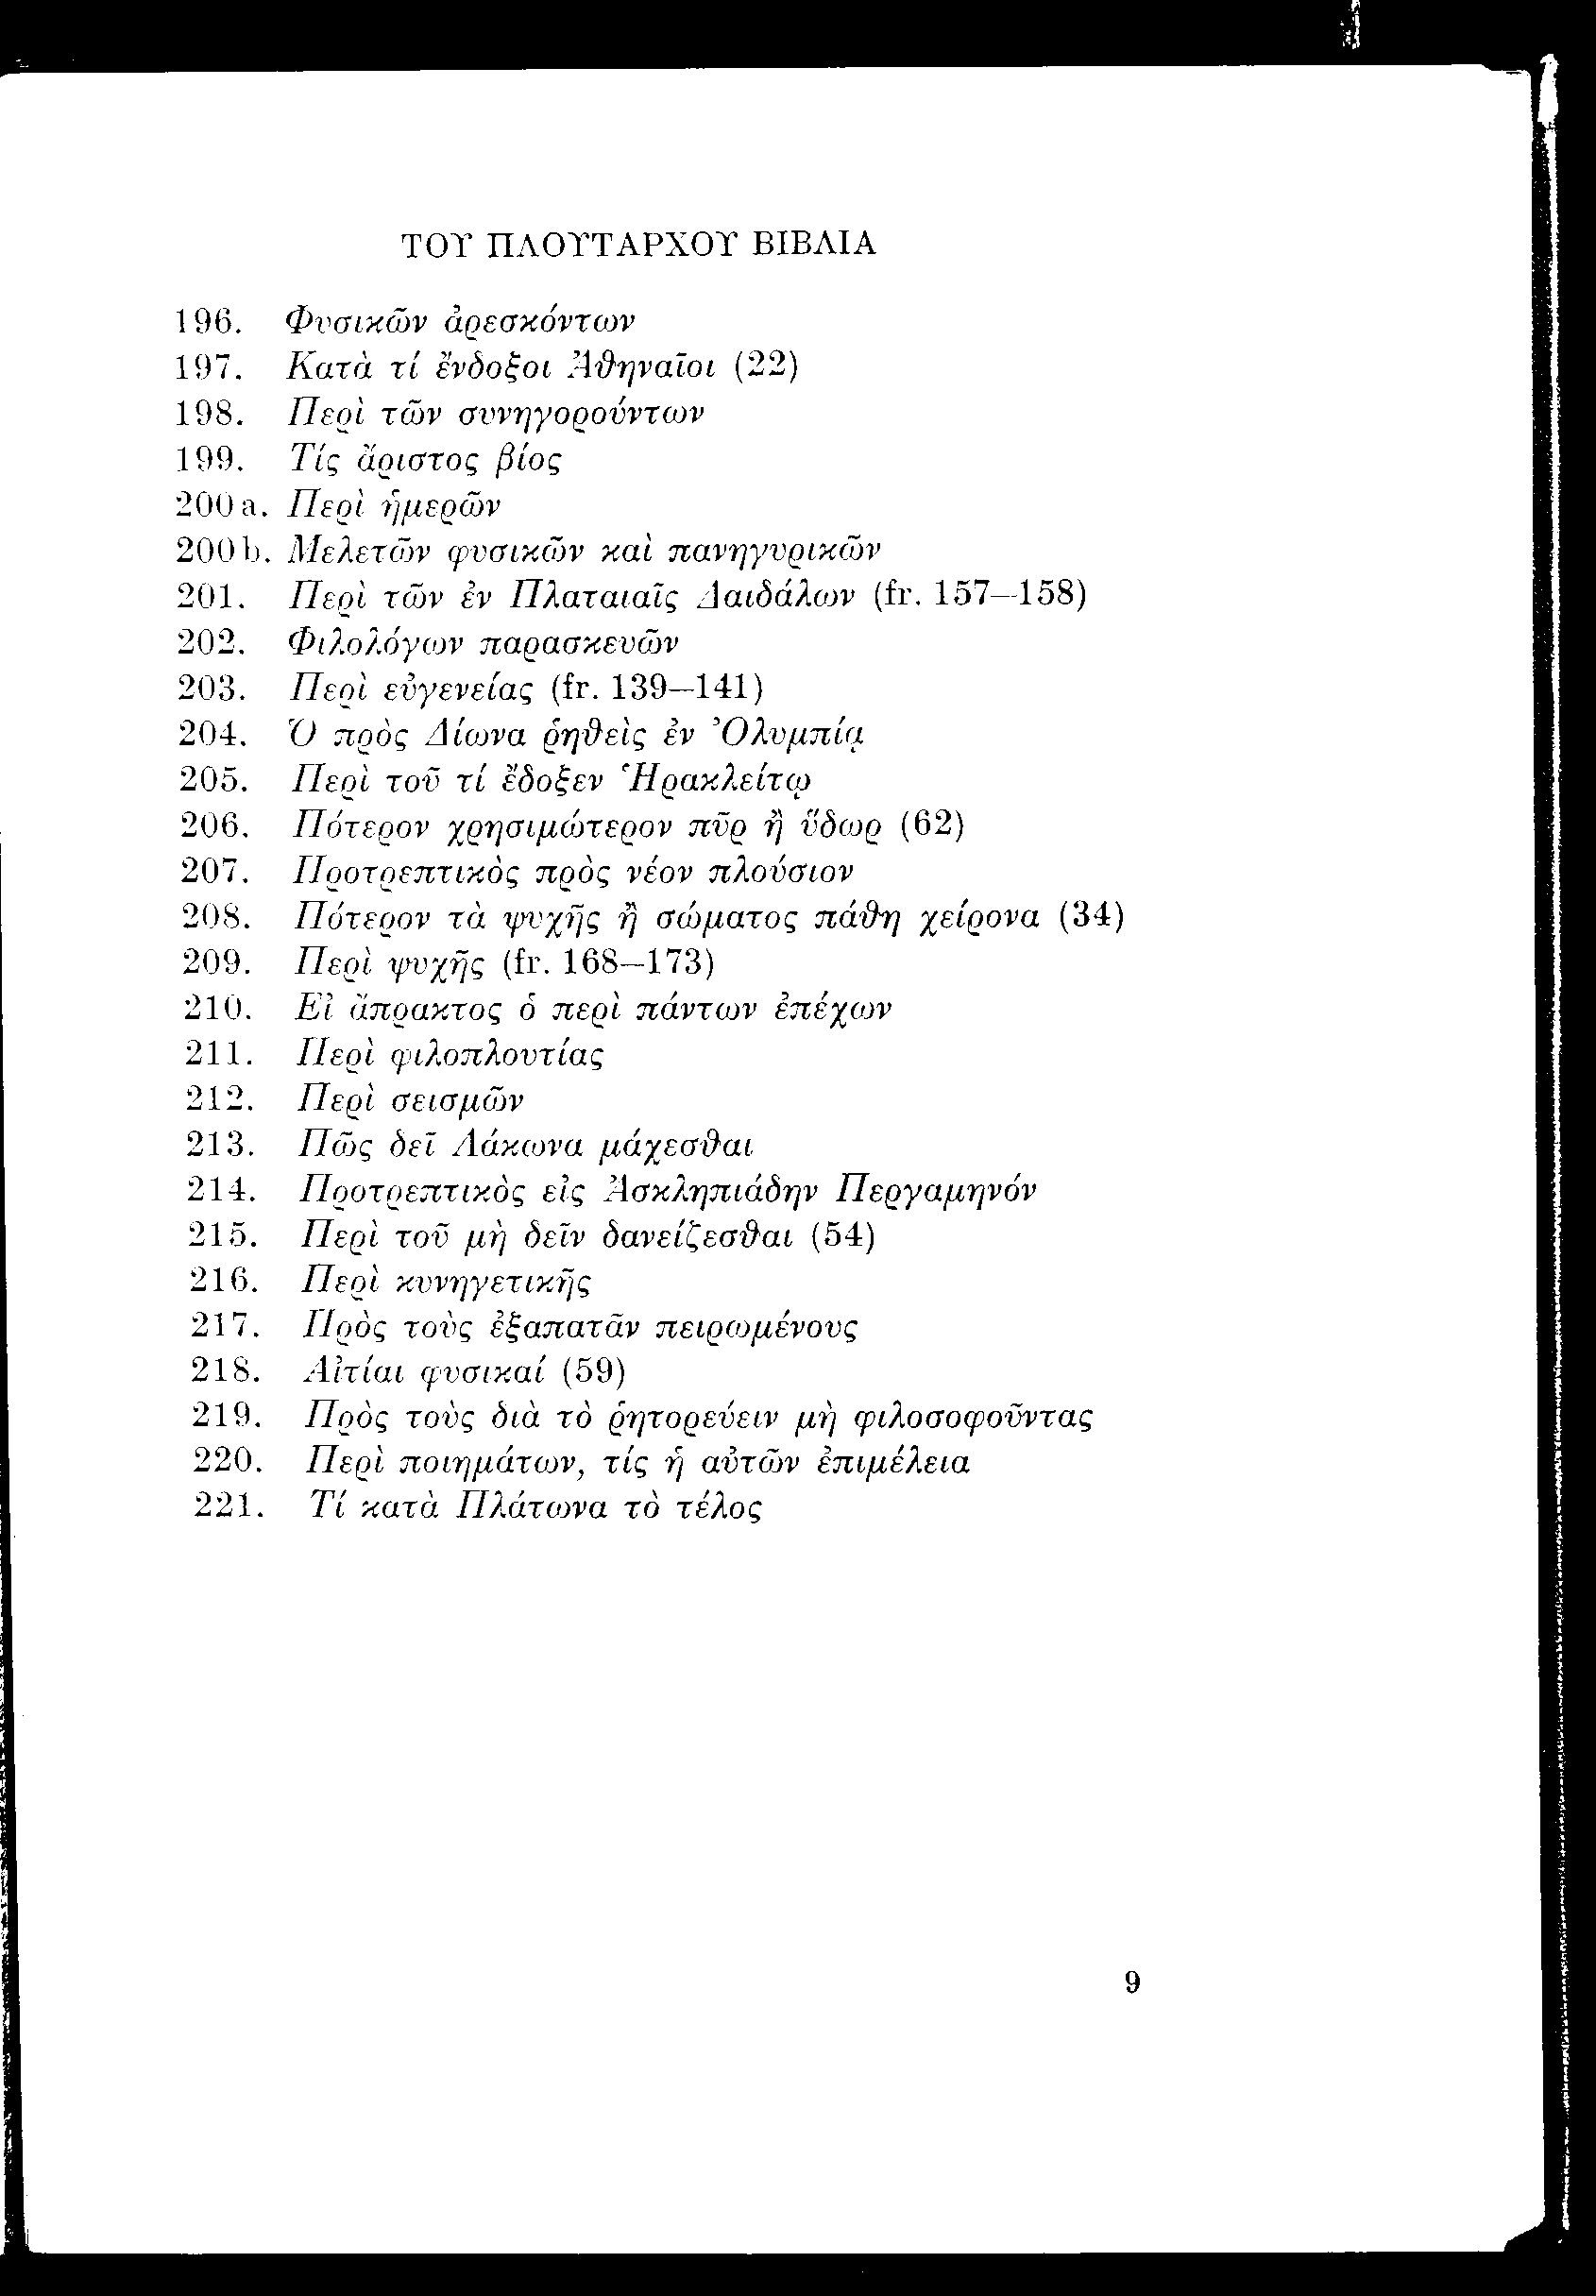 ΤΟΥ ΠΛΟΥΤΑΡΧΟΥ ΒΙΒΛΙΑ
196. Φυσικῶν ἀρεσκόντων
197. Κατὰ τί ἔνδοξοι Ἀθηναῖοι (22)
198. Περὶ τῶν συνηγορούντων
199. Τίς ἄριστος βίος
200a. Περὶ ἡμερῶν
200b. Μελετῶν φυσικῶν καὶ πανηγυρικῶν
201. Περὶ τῶν ἐν Πλαταιαῖς Δαιδάλων (fr. 157–158)
202. Φιλολόγων παρασκευῶν
203. Περὶ εὐγενείας (fr. 139–141)
204. Ὁ πρὸς Δίωνα ῥηθεὶς ἐν Ὀλυμπίᾳ
205. Περὶ τοῦ τί ἔδοξεν Ἡρακλείτῳ
206. Πότερον χρησιμώτερον πῦρ ἢ ὕδωρ (62)
207. Προτρεπτικὸς πρὸς νέον πλούσιον
208. Πότερον τὰ ψυχῆς ἢ σώματος πάθη χείρονα (34)
209. Περὶ ψυχῆς (fr. 168–173)
210. Εἰ ἄπρακτος ὁ περὶ πάντων ἐπέχων
211. Περὶ φιλοπλουτίας
212. Περὶ σεισμῶν
213. Πῶς δεῖ Λάκωνα μάχεσθαι
214. Προτρεπτικὸς εἰς Ἀσκληπιάδην Περγαμηνόν
215. Περὶ τοῦ μὴ δεῖν δανείζεσθαι (54)
216. Περὶ κυνηγετικῆς
217. Πρὸς τοὺς ἐξαπατᾶν πειρωμένους
218. Αἰτίαι φυσικαί (59)
219. Πρὸς τοὺς διὰ τὸ ῥητορεύειν μὴ φιλοσοφοῦντας
220. Περὶ ποιημάτων, τίς ἡ αὐτῶν ἐπιμέλεια
221. Τί κατὰ Πλάτωνα τὸ τέλος
9